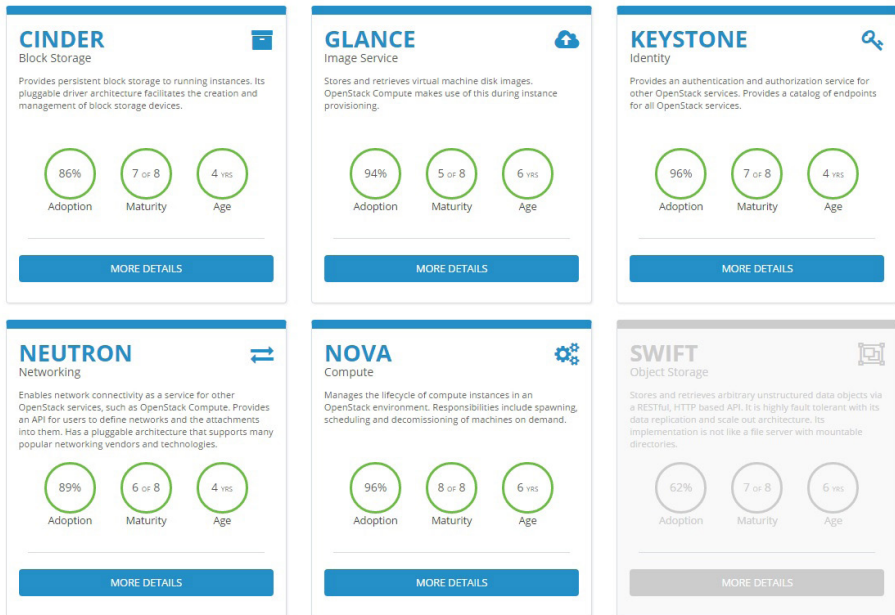 CINDER
Block Storage
Provides persistent block storage to running instances. Its
pluggable driver architecture facilitates the creation and
management of block storage devices.
86%
7 OF 8
4 YRS
Adoption
Maturity
Age
MORE DETAILS
GLANCE
Image Service
Stores and retrieves virtual machine disk images.
OpenStack Compute makes use of this during instance
provisioning.
94%
5 OF 8
6 YRS
Adoption
Maturity
Age
MORE DETAILS
KEYSTONE
Identity
Provides an authentication and authorization service for
other OpenStack services. Provides a catalog of endpoints
for all OpenStack services.
96%
7 OF 8
4 YRS
Adoption
Maturity
Age
MORE DETAILS
NEUTRON
Networking
Enables network connectivity as a service for other
OpenStack services, such as OpenStack Compute. Provides
an API for users to define networks and the attachments
into them. Has a pluggable architecture that supports many
popular networking vendors and technologies.
89%
6 OF 8
4 YRS
Adoption
Maturity
Age
MORE DETAILS
NOVA
Compute
Manages the lifecycle of compute instances in an
OpenStack environment. Responsibilities include spawning,
scheduling and decomissioning of machines on demand.
96%
8 OF 8
6 YRS
Adoption
Maturity
Age
MORE DETAILS
SWIFT
Object Storage
Stores and retrieves arbitrary unstructured data objects via
a RESTful, HTTP based API. It is highly fault tolerant with its
data replication and scale out architecture. Its
implementation is not like a file server with mountable
directories.
62%
7 OF 8
6 YRS
Adoption
Maturity
Age
MORE DETAILS